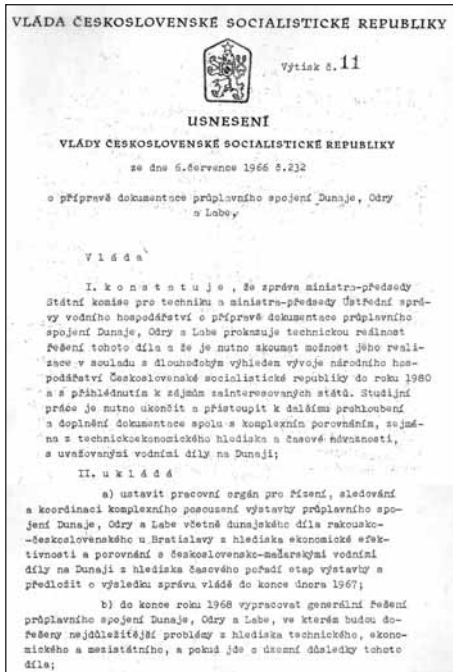 VLÁDA ČESKOSLOVENSKÉ SOCIALISTICKÉ REPUBLIKY
Výtisk č. 11
USNESENÍ
VLÁDY ČESKOSLOVENSKÉ SOCIALISTICKÉ REPUBLIKY
ze dne 6.července 1966 č.232
o přípravě dokumentace průplavního spojení Dunaje, Odry
a Labe,
V l á d a
I. k o n s t a t u j e , že zpráva ministra-předsedy
Státní komise pro techniku a ministra-předsedy Ústřední sprá-
vy vodního hospodářství o přípravě dokumentace průplavního
spojení Dunaje, Odry a Labe prokazuje technickou reálnost
řešení tohoto díla a že je nutno zkoumat možnost jeho reali-
zace v souladu s dlouhodobým výhledem vývoje národního hos-
podářství Československé socialistické republiky do roku 1980
a s přihlédnutím k zájmům zainteresovaných států. Studijní
práce je nutno ukončit a přistoupit k dalšímu prohloubení
a doplnění dokumentace spolu s komplexním porovnáním, zejmé-
na z technickoekonomického hlediska a časové návaznosti,
s uvažovanými vodními díly na Dunaji;
II. u k l á d á
a) ustavit pracovní orgán pro řízení, sledování
a koordinaci komplexního posouzení výstavby průplavního spo-
jení Dunaje, Odry a Labe včetně dunajského díla rakousko-
-československého u Bratislavy z hlediska ekonomické efek-
tivnosti a porovnání s československo-maďarskými vodními
díly na Dunaji z hlediska časového pořadí etap výstavby a
předložit o výsledku zprávu vládě do konce února 1967;
b) do konce roku 1968 vypracovat generální řešení
průplavního spojení Dunaje, Odry a Labe, ve kterém budou do-
řešeny nejdůležitější problémy z hlediska technického, ekono-
mického a mezistátního, a pokud jde o územní důsledky tohoto
díla;